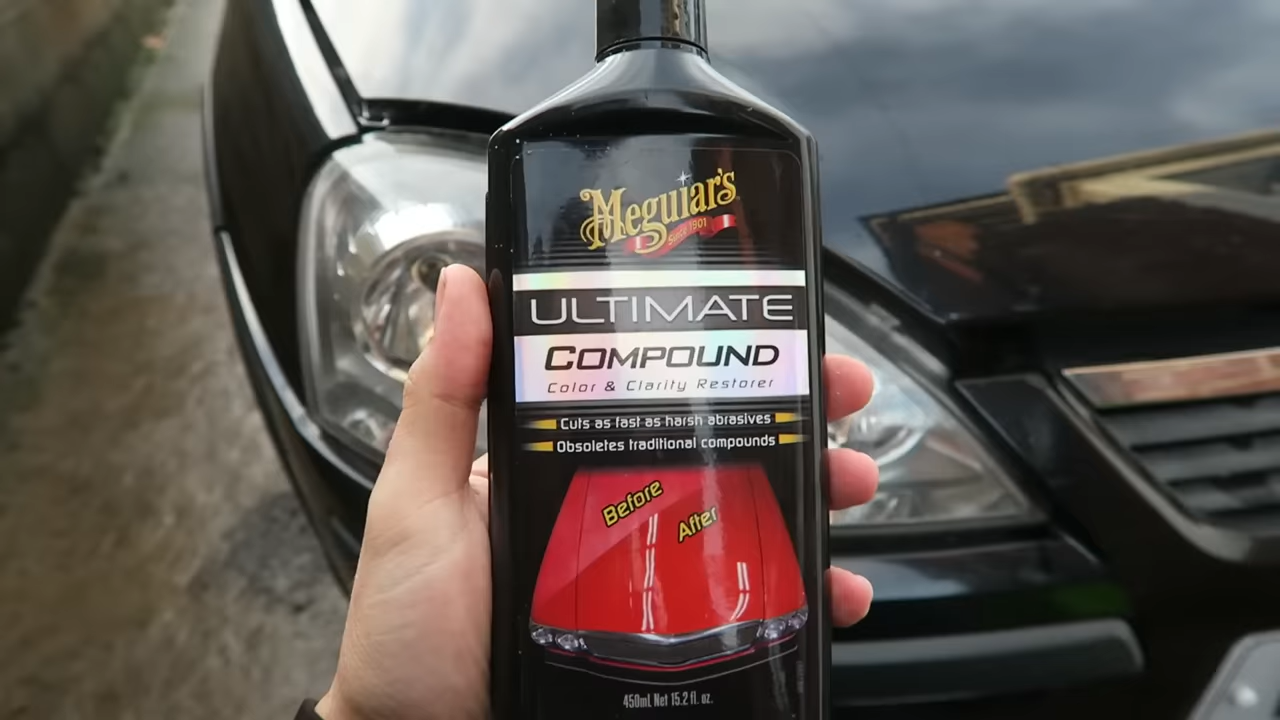 Meguiar's
Since 1901
ULTIMATE
COMPOUND
Color & Clarity Restorer
Cuts as fast as harsh abrasives
Obsoletes traditional compounds
Before
After
450mL Net 15.2 fl. oz.